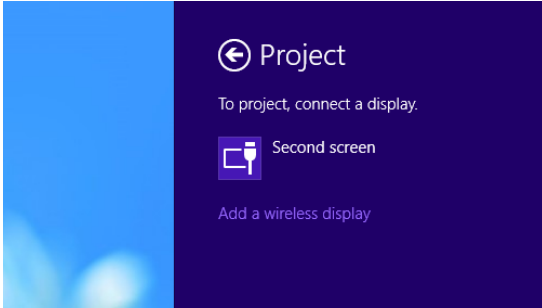 Project
To project, connect a display.
Second screen
Add a wireless display